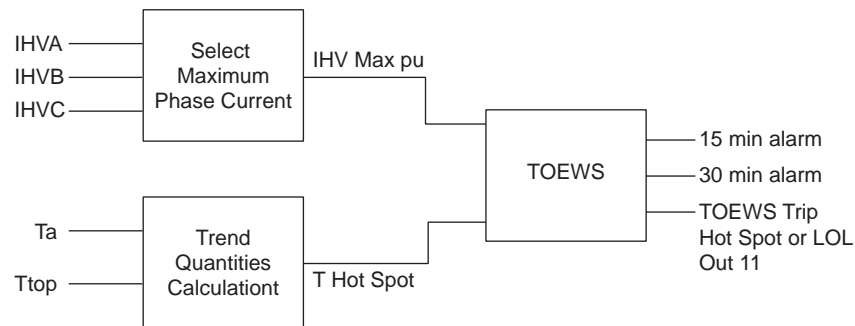 IHVA
IHVB
IHVC
Select
Maximum
Phase Current
IHV Max pu
Ta
Ttop
Trend
Quantities
Calculationt
T Hot Spot
TOEWS
15 min alarm
30 min alarm
TOEWS Trip
Hot Spot or LOL
Out 11